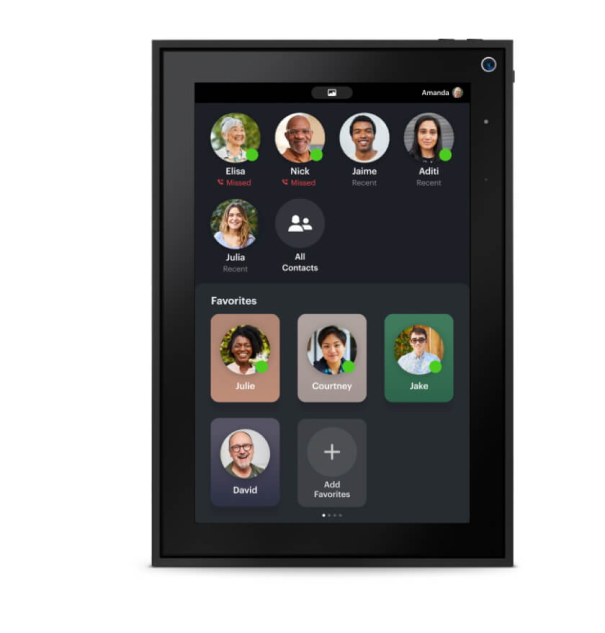 Amanda
Elisa
Missed
Nick
Missed
Jaime
Recent
Aditi
Recent
Julia
Recent
All
Contacts
Favorites
Julie
Courtney
Jake
David
Add
Favorites